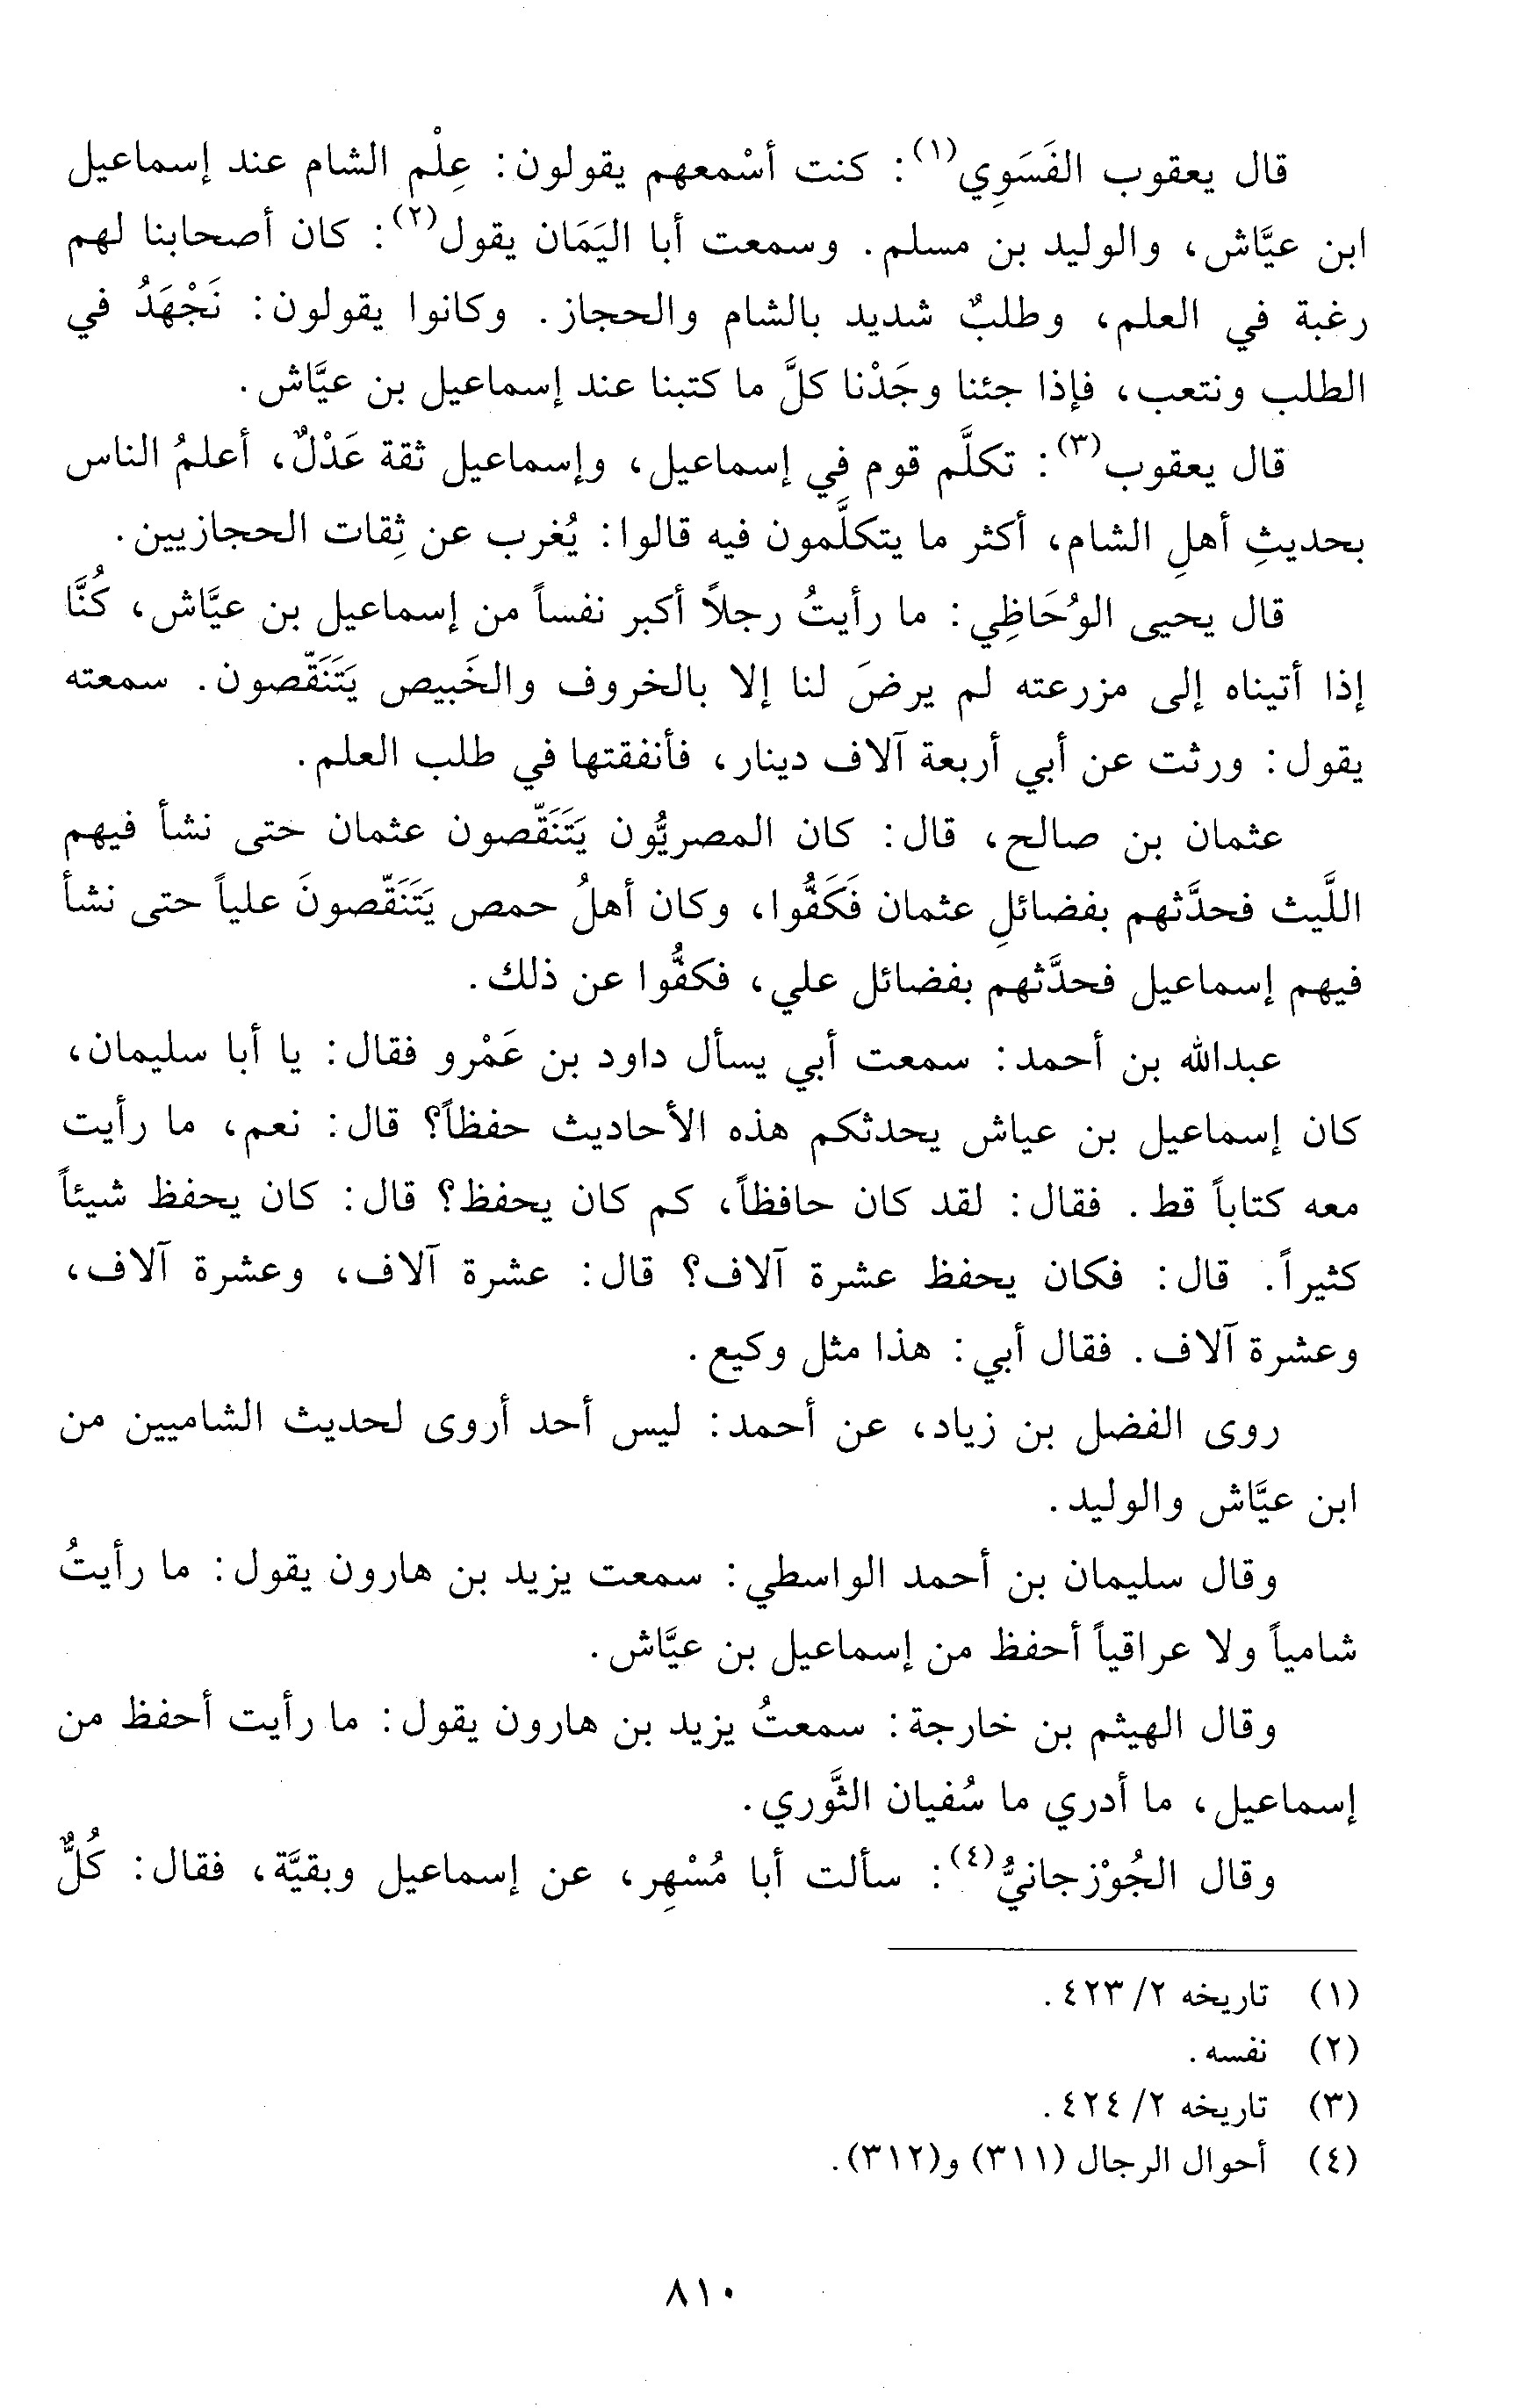 قال يعقوب الفَسَوِي(١): كنت أسْمعهم يقولون: عِلْم الشام عند إسماعيل
ابن عيَّاش، والوليد بن مسلم. وسمعت أبا اليَمَان يقول(٢): كان أصحابنا لهم
رغبة في العلم، وطلبٌ شديد بالشام والحجاز. وكانوا يقولون: نَجْهَدُ في
الطلب ونتعب، فإذا جئنا وجَدْنا كلَّ ما كتبنا عند إسماعيل بن عيَّاش.
قال يعقوب(٣): تكلَّم قوم في إسماعيل، وإسماعيل ثقة عَدْلٌ، أعلمُ الناس
بحديثِ أهلِ الشام، أكثر ما يتكلَّمون فيه قالوا: يُغرب عن ثِقات الحجازيين.
قال يحيى الوُحَاظِي: ما رأيتُ رجلاً أكبر نفساً من إسماعيل بن عيَّاش، كُنَّا
إذا أتيناه إلى مزرعته لم يرضَ لنا إلا بالخروف والخَبيص يَتَنَقّصون. سمعته
يقول: ورثت عن أبي أربعة آلاف دينار، فأنفقتها في طلب العلم.
عثمان بن صالح، قال: كان المصريُّون يَتَنَقّصون عثمان حتى نشأ فيهم
اللَّيث فحدَّثهم بفضائلِ عثمان فَكَفُّوا، وكان أهلُ حمص يَتَنَقّصونَ علياً حتى نشأ
فيهم إسماعيل فحدَّثهم بفضائل علي، فكفُّوا عن ذلك.
عبدالله بن أحمد: سمعت أبي يسأل داود بن عَمْرو فقال: يا أبا سليمان،
كان إسماعيل بن عياش يحدثكم هذه الأحاديث حفظاً؟ قال: نعم، ما رأيت
معه كتاباً قط. فقال: لقد كان حافظاً، كم كان يحفظ؟ قال: كان يحفظ شيئاً
كثيراً. قال: فكان يحفظ عشرة آلاف؟ قال: عشرة آلاف، وعشرة آلاف،
وعشرة آلاف. فقال أبي: هذا مثل وكيع.
روى الفضل بن زياد، عن أحمد: ليس أحد أروى لحديث الشاميين من
ابن عيَّاش والوليد.
وقال سليمان بن أحمد الواسطي: سمعت يزيد بن هارون يقول: ما رأيتُ
شامياً ولا عراقياً أحفظ من إسماعيل بن عيَّاش.
وقال الهيثم بن خارجة: سمعتُ يزيد بن هارون يقول: ما رأيت أحفظ من
إسماعيل، ما أدري ما سُفيان الثَّوري.
وقال الجُوْزجانيُّ(٤): سألت أبا مُسْهِر، عن إسماعيل وبقيَّة، فقال: كُلٌّ
(١) تاريخه ٢/ ٤٢٣.
(٢) نفسه.
(٣) تاريخه ٢/ ٤٢٤.
(٤) أحوال الرجال (٣١١) و(٣١٢).
٨١٠